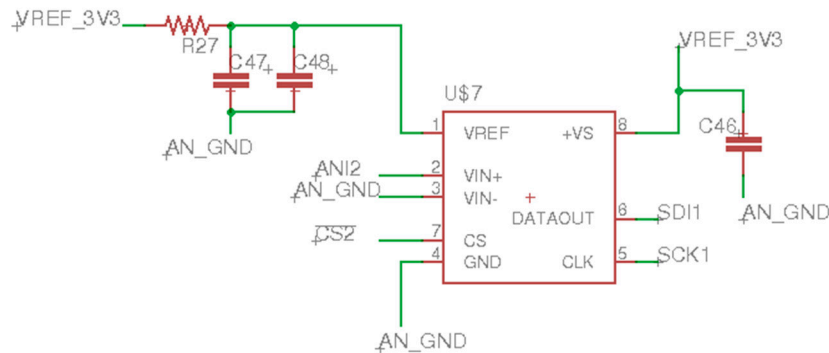 VREF_3V3
R27
C47
C48
AN_GND
VREF_3V3
C46
AN_GND
U$7
1 VREF +VS 8
ANI2 2 VIN+
AN_GND 3 VIN-
DATAOUT 6 SDI1
CS2 7 CS
4 GND CLK 5 SCK1
AN_GND